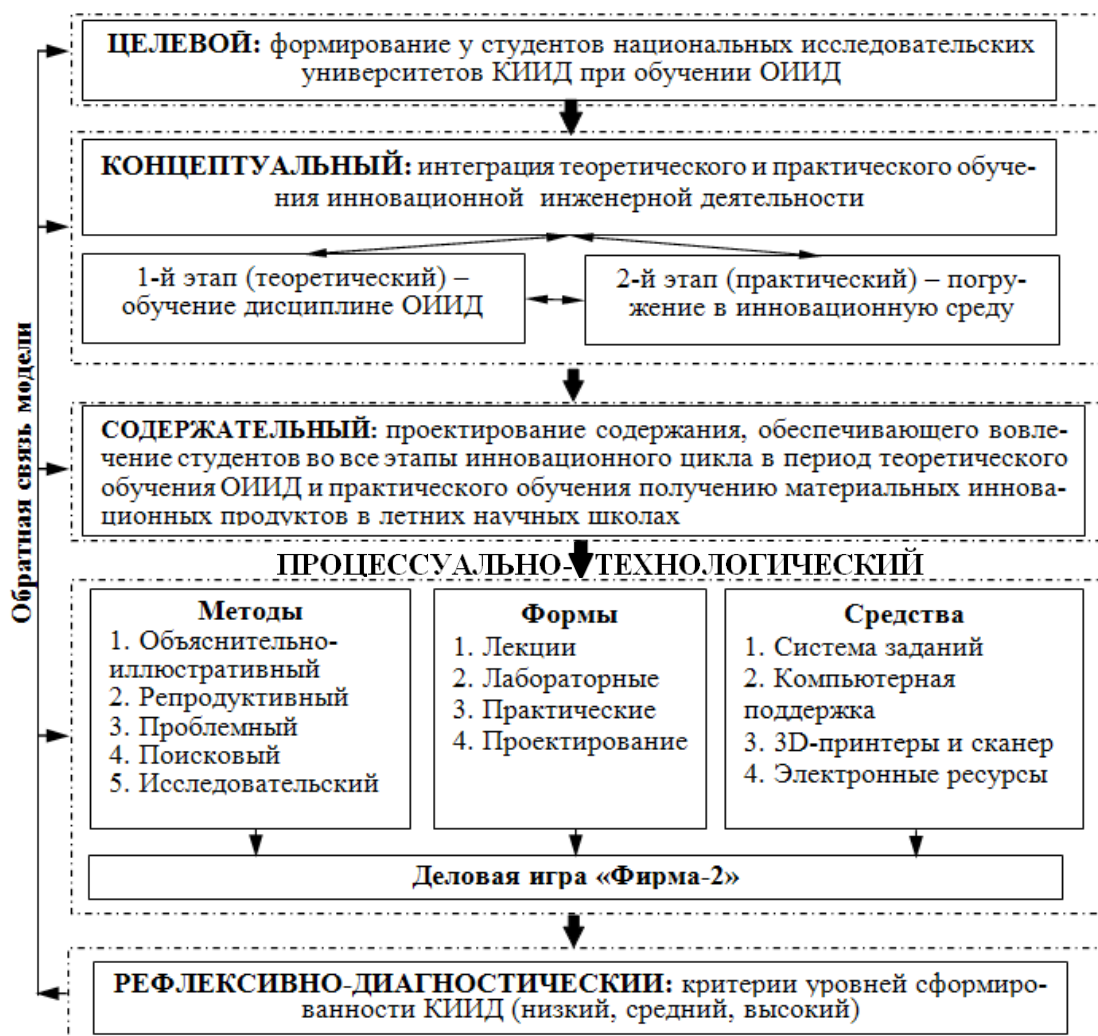 ЦЕЛЕВОЙ: формирование у студентов национальных исследовательских
университетов КИИД при обучении ОИИД
КОНЦЕПТУАЛЬНЫЙ: интеграция теоретического и практического обуче-
ния инновационной инженерной деятельности
1-й этап (теоретический) –
обучение дисциплине ОИИД
2-й этап (практический) – погру-
жение в инновационную среду
СОДЕРЖАТЕЛЬНЫЙ: проектирование содержания, обеспечивающего вовле-
чение студентов во все этапы инновационного цикла в период теоретического
обучения ОИИД и практического обучения получению материальных иннова-
ционных продуктов в летних научных школах
ПРОЦЕССУАЛЬНО-ТЕХНОЛОГИЧЕСКИЙ
Методы
1. Объяснительно-
иллюстративный
2. Репродуктивный
3. Проблемный
4. Поисковый
5. Исследовательский
Формы
1. Лекции
2. Лабораторные
3. Практические
4. Проектирование
Средства
1. Система заданий
2. Компьютерная
поддержка
3. 3D-принтеры и сканер
4. Электронные ресурсы
Деловая игра «Фирма-2»
РЕФЛЕКСИВНО-ДИАГНОСТИЧЕСКИЙ: критерии уровней сформиро-
ванности КИИД (низкий, средний, высокий)
Обратная связь модели